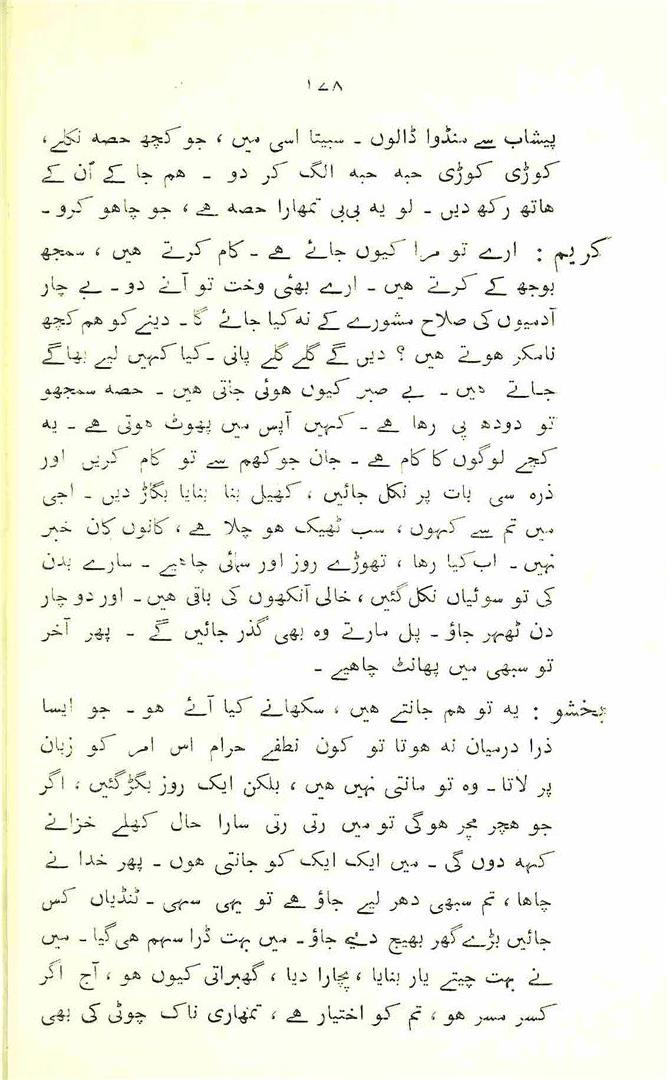 ۱۷۸
پیشاب سے منڈوا ڈالوں ۔ سبیتا اسی میں ، جو کچھ حصہ نکلے ،
کوڑی کوڑی حبہ حبہ الگ کر دو ۔ ہم جا کے اُن کے
ہاتھ رکھ دیں ۔ لو یہ بی بی تمھارا حصہ ہے ، جو چاہو کرو ۔
کریم : ارے تو مرا کیوں جائے ہے ۔ کام کرتے ہیں ، سمجھ
بوجھ کے کرتے ہیں ۔ ارے بھئی وخت تو آنے دو ۔ بے چار
آدمیوں کی صلاح مشورے کے نہ کیا جائے گا ۔ دینے کو ہم کچھ
نامکر ہوتے ہیں ؟ دیں گے گلے گلے پانی ۔ کیا کہیں لیے بھاگے
جاتے ہیں ۔ بے صبر کیوں ہوئی جاتی ہیں ۔ حصہ سمجھو
تو دودھ پی رہا ہے ۔ کہیں آپس میں پھوٹ ہوتی ہے ۔ یہ
کچے لوگوں کا کام ہے ۔ جان جوکھم سے تو کام کریں اور
ذرہ سی بات پر نکل جائیں ، کھیل بنا بنایا بگاڑ دیں ۔ اجی
میں تم سے کہوں ، سب ٹھیک ہو چلا ہے ، کانوں کان خبر
نہیں ۔ اب کیا رہا ، تھوڑے روز اور سہائی چاہیے ۔ سارے بدن
کی تو سوئیاں نکل گئیں ، خالی آنکھوں کی باقی ہیں ۔ اور دو چار
دن ٹھہر جاؤ ۔ پل مارتے وہ بھی گذر جائیں گے ۔ پھر آخر
تو سبھی میں پھانٹ چاہیے ۔
بخشو : یہ تو ہم جانتے ہیں ، سکھانے کیا آئے ہو ۔ جو ایسا
ذرا درمیان نہ ہوتا تو کون نطفے حرام اس امر کو زبان
پر لاتا ۔ وہ تو مانتی نہیں ہیں ، بلکن ایک روز بگڑ گئیں ، اگر
جو ہچر مچر ہوگی تو میں رتی رتی سارا حال کھلے خزانے
کہہ دوں گی ۔ میں ایک ایک کو جانتی ہوں ۔ پھر خدا نے
چاہا ، تم سبھی دھر لیے جاؤ ہے تو یہی سہی ۔ ٹنڈیاں کس
جائیں بڑے گھر بھیج دیئے جاؤ ۔ میں بہت ڈرا سہم ہی گیا ۔ میں
نے بہت چیتے یار بنایا ، پچارا دیا ، گھبراتی کیوں ہو ، آج اگر
کسر مسر ہو ، تم کو اختیار ہے ، تمھاری ناک چوٹی کی بھی